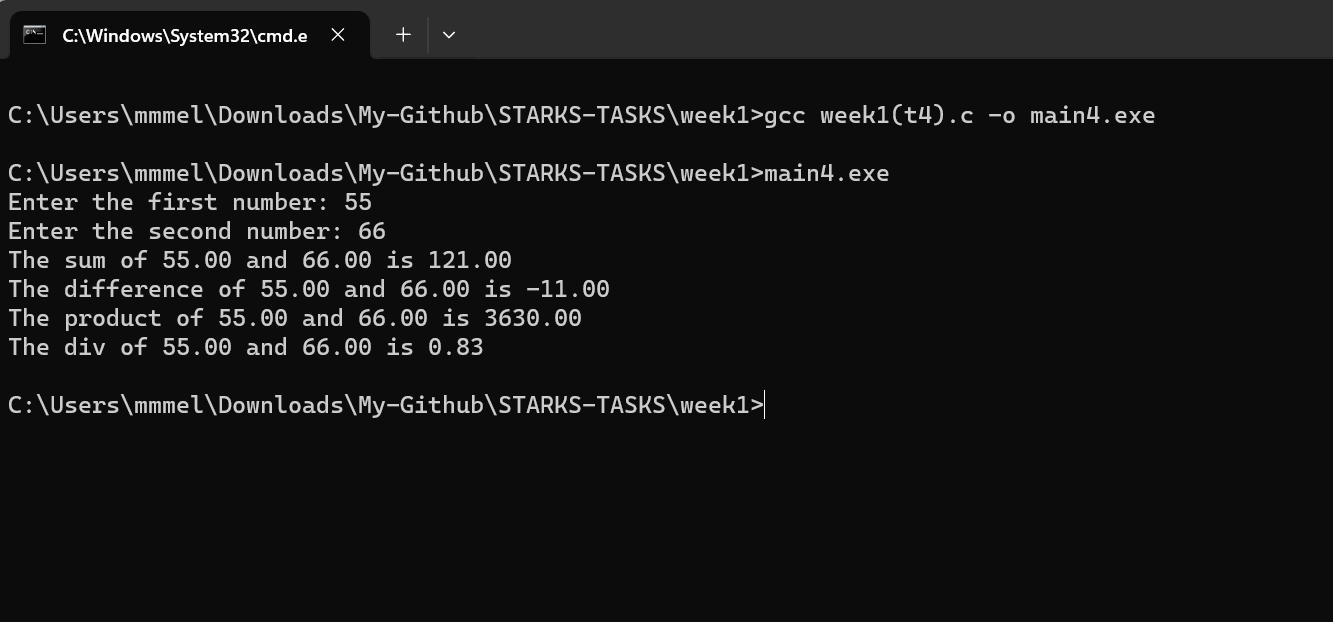 C:\Windows\System32\cmd.e
C:\Users\mmmel\Downloads\My-Github\STARKS-TASKS\week1>gcc week1(t4).c -o main4.exe
C:\Users\mmmel\Downloads\My-Github\STARKS-TASKS\week1>main4.exe
Enter the first number: 55
Enter the second number: 66
The sum of 55.00 and 66.00 is 121.00
The difference of 55.00 and 66.00 is -11.00
The product of 55.00 and 66.00 is 3630.00
The div of 55.00 and 66.00 is 0.83
C:\Users\mmmel\Downloads\My-Github\STARKS-TASKS\week1>